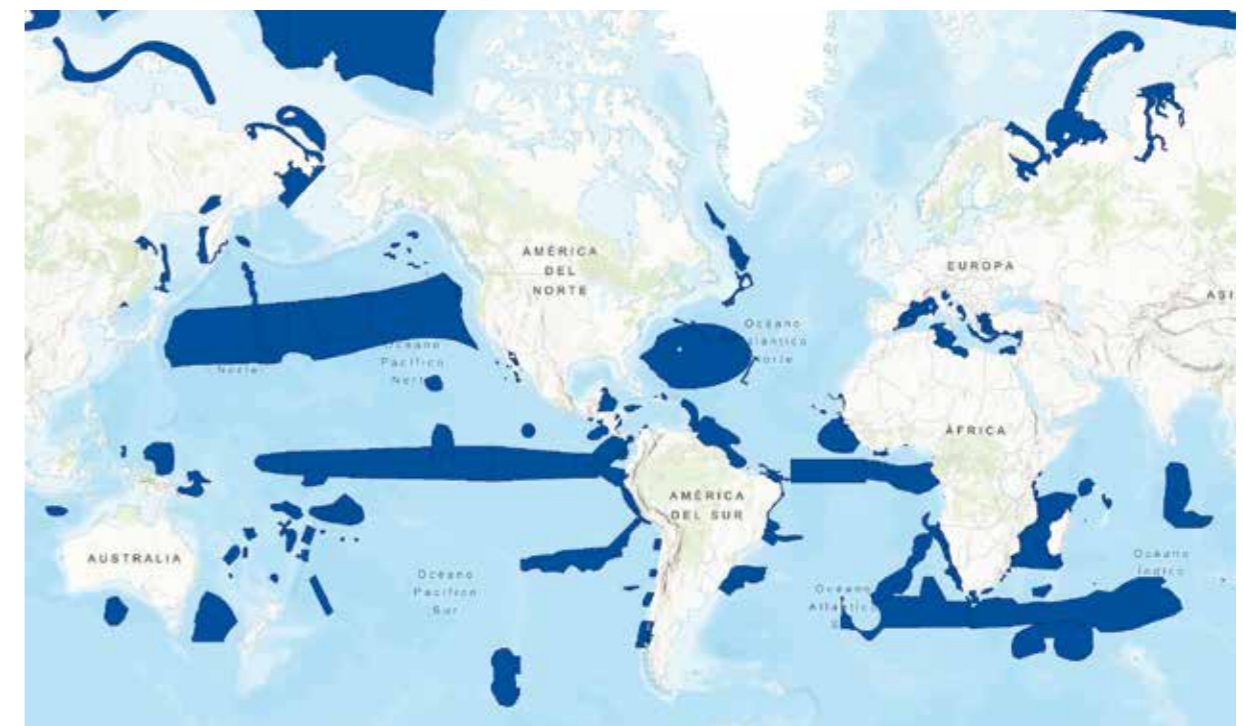 AMÉRICA
DEL
NORTE
EUROPA
ASI
Océano
Atlántico
Norte
Océano
Pacífico
Norte
Norte
ÁFRICA
AMÉRICA
DEL SUR
AUSTRALIA
Océano
Pacífico
Sur
Océano
Atlántico
Océano
Índico